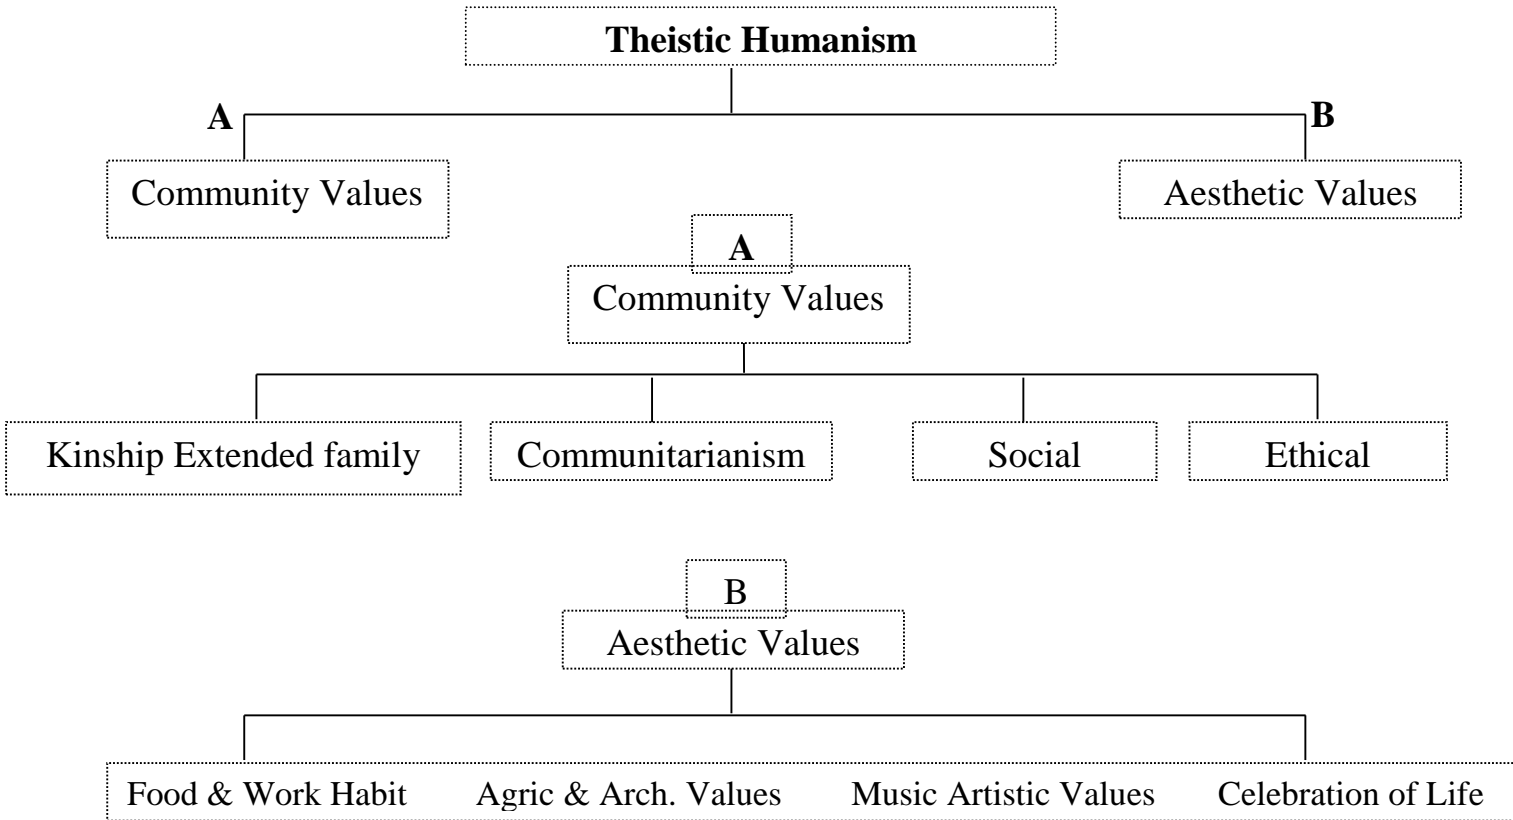 Theistic Humanism
A B
Community Values Aesthetic Values
A
Community Values
Kinship Extended family Communitarianism Social Ethical
B
Aesthetic Values
Food & Work Habit Agric & Arch. Values Music Artistic Values Celebration of Life